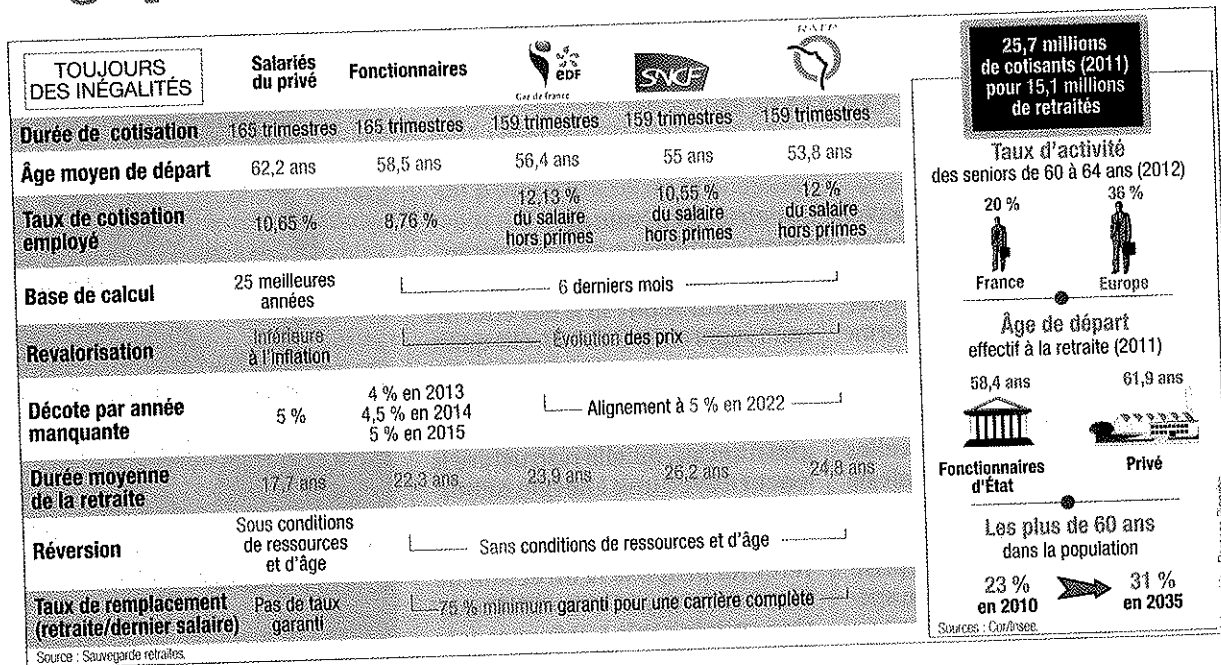 TOUJOURS
DES INÉGALITÉS
Salariés
du privé
Fonctionnaires
eDF
Gaz de france
SNCF
RATP
Durée de cotisation 165 trimestres 165 trimestres 159 trimestres 159 trimestres 159 trimestres
Âge moyen de départ 62,2 ans 58,5 ans 56,4 ans 55 ans 53,8 ans
Taux de cotisation
employé
10,65 %
8,76 %
12,13 %
du salaire
hors primes
10,55 %
du salaire
hors primes
12 %
du salaire
hors primes
Base de calcul
25 meilleures
années
6 derniers mois
Revalorisation
Inférieure
à l'inflation
Évolution des prix
Décote par année
manquante
5 %
4 % en 2013
4,5 % en 2014
5 % en 2015
Alignement à 5 % en 2022
Durée moyenne
de la retraite
17,7 ans
22,3 ans
23,9 ans
26,2 ans
24,8 ans
Réversion
Sous conditions
de ressources
et d'âge
Sans conditions de ressources et d'âge
Taux de remplacement
(retraite/dernier salaire)
Pas de taux
garanti
75 % minimum garanti pour une carrière complète
Source : Sauvegarde retraites.
25,7 millions
de cotisants (2011)
pour 15,1 millions
de retraités
Taux d'activité
des seniors de 60 à 64 ans (2012)
20 %
36 %
France
Europe
Âge de départ
effectif à la retraite (2011)
58,4 ans
61,9 ans
Fonctionnaires
d'État
Privé
Les plus de 60 ans
dans la population
23 %
en 2010
31 %
en 2035
Sources : Cor/Insee.